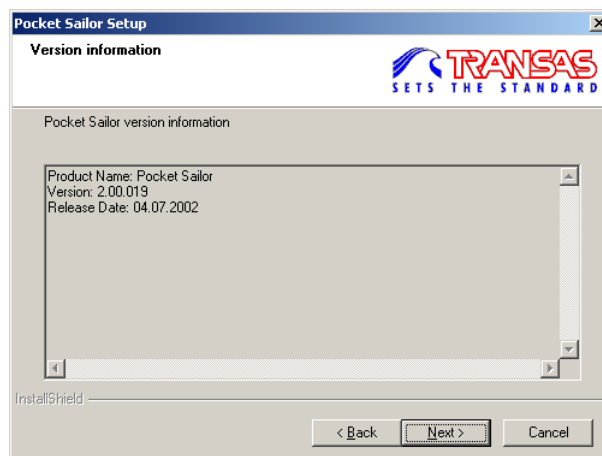 Pocket Sailor Setup
Version information
TRANSAS
SETS THE STANDARD
Pocket Sailor version information
Product Name: Pocket Sailor
Version: 2.00.019
Release Date: 04.07.2002
InstallShield
< Back
Next >
Cancel